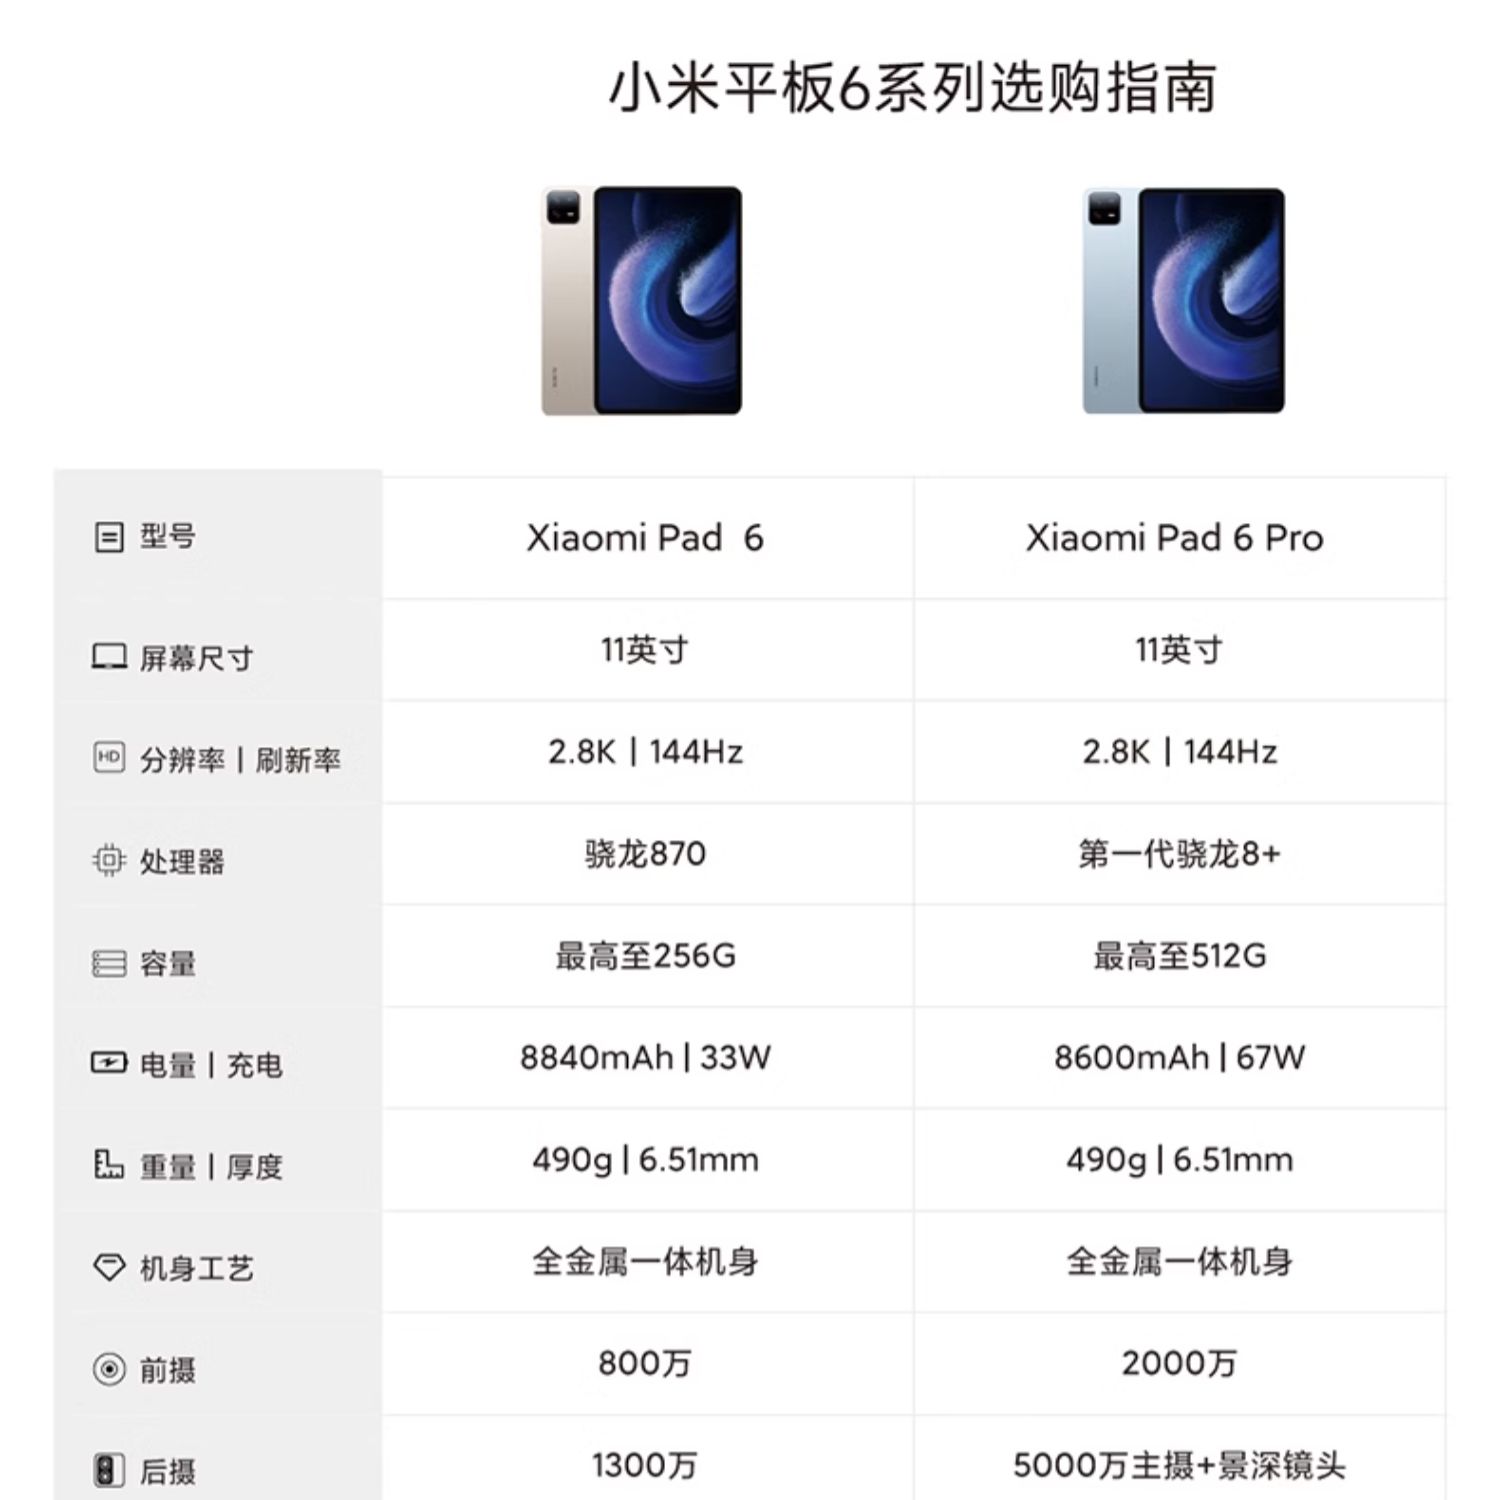 小米平板6系列选购指南
型号 Xiaomi Pad 6 Xiaomi Pad 6 Pro
屏幕尺寸 11英寸 11英寸
HD 分辨率 | 刷新率 2.8K | 144Hz 2.8K | 144Hz
处理器 骁龙870 第一代骁龙8+
容量 最高至256G 最高至512G
电量 | 充电 8840mAh | 33W 8600mAh | 67W
重量 | 厚度 490g | 6.51mm 490g | 6.51mm
机身工艺 全金属一体机身 全金属一体机身
前摄 800万 2000万
后摄 1300万 5000万主摄+景深镜头